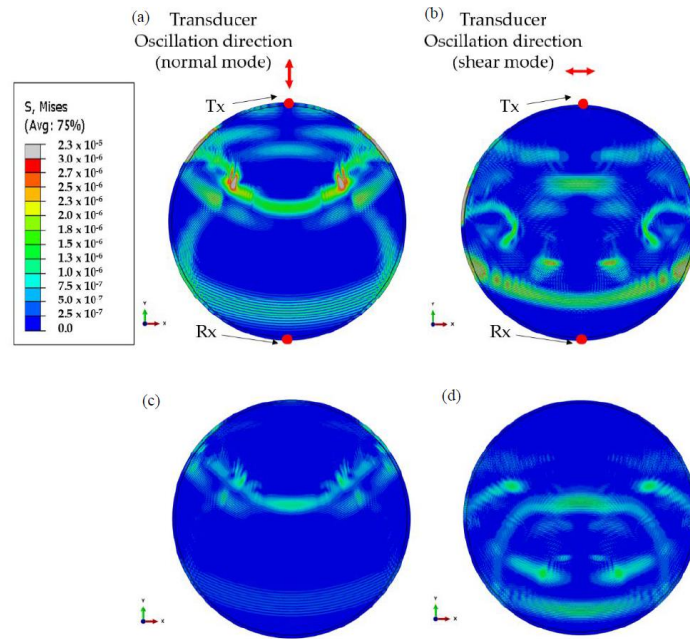 (a) Transducer
Oscillation direction
(normal mode)
Tx
(b) Transducer
Oscillation direction
(shear mode)
Tx
S, Mises
(Avg: 75%)
2.3 x 10⁻⁵
3.0 x 10⁻⁶
2.7 x 10⁻⁶
2.5 x 10⁻⁶
2.3 x 10⁻⁶
2.0 x 10⁻⁶
1.8 x 10⁻⁶
1.5 x 10⁻⁶
1.3 x 10⁻⁶
1.0 x 10⁻⁶
7.5 x 10⁻⁷
5.0 x 10⁻⁷
2.5 x 10⁻⁷
0.0
Y
X
Rx
Y
X
Rx
(c)
(d)
Y
X
Y
X